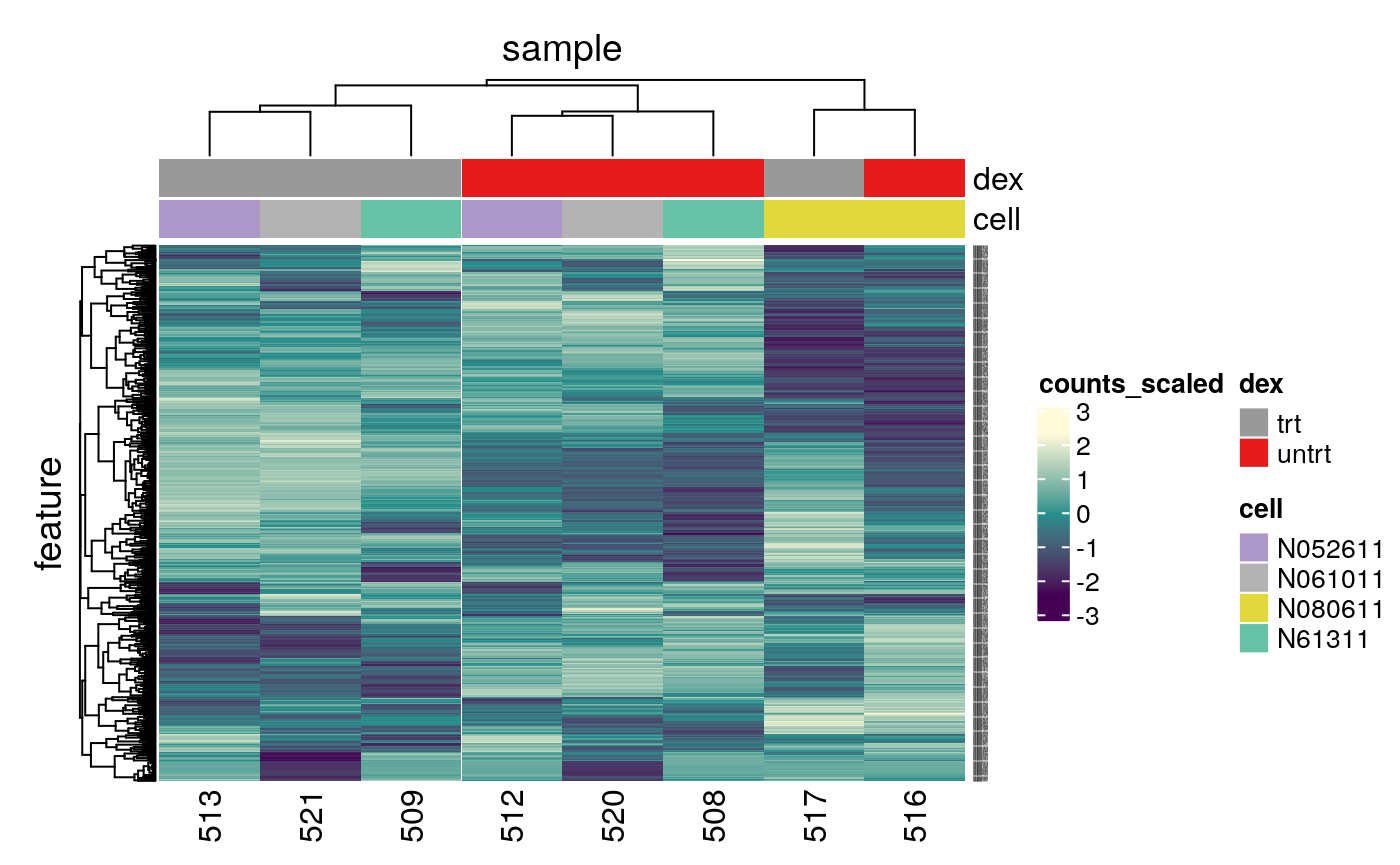 sample
dex
cell
feature
513
521
509
512
520
508
517
516
counts_scaled
3
2
1
0
-1
-2
-3
dex
trt
untrt
cell
N052611
N061011
N080611
N61311